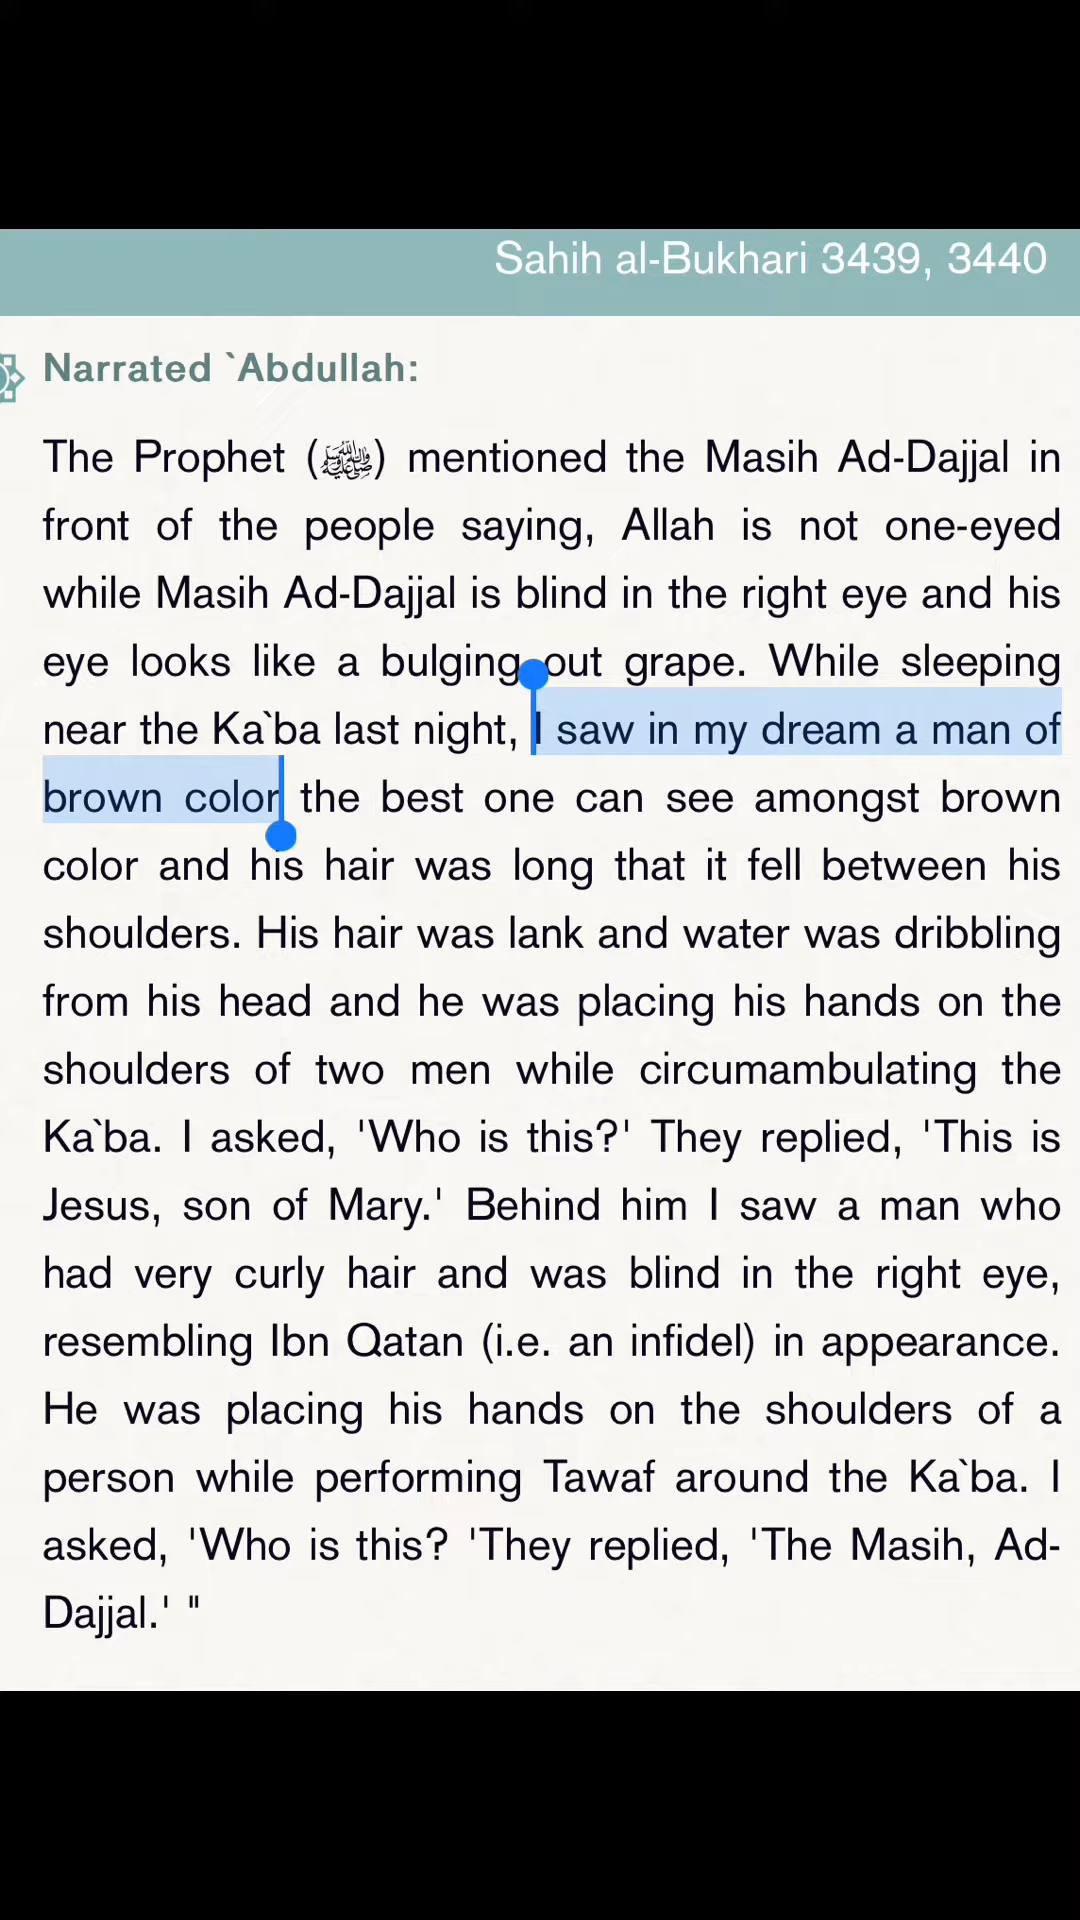 Sahih al-Bukhari 3439, 3440
Narrated `Abdullah:
The Prophet (ﷺ) mentioned the Masih Ad-Dajjal in
front of the people saying, Allah is not one-eyed
while Masih Ad-Dajjal is blind in the right eye and his
eye looks like a bulging out grape. While sleeping
near the Ka`ba last night, I saw in my dream a man of
brown color the best one can see amongst brown
color and his hair was long that it fell between his
shoulders. His hair was lank and water was dribbling
from his head and he was placing his hands on the
shoulders of two men while circumambulating the
Ka`ba. I asked, 'Who is this?' They replied, 'This is
Jesus, son of Mary.' Behind him I saw a man who
had very curly hair and was blind in the right eye,
resembling Ibn Qatan (i.e. an infidel) in appearance.
He was placing his hands on the shoulders of a
person while performing Tawaf around the Ka`ba. I
asked, 'Who is this? 'They replied, 'The Masih, Ad-
Dajjal.' "